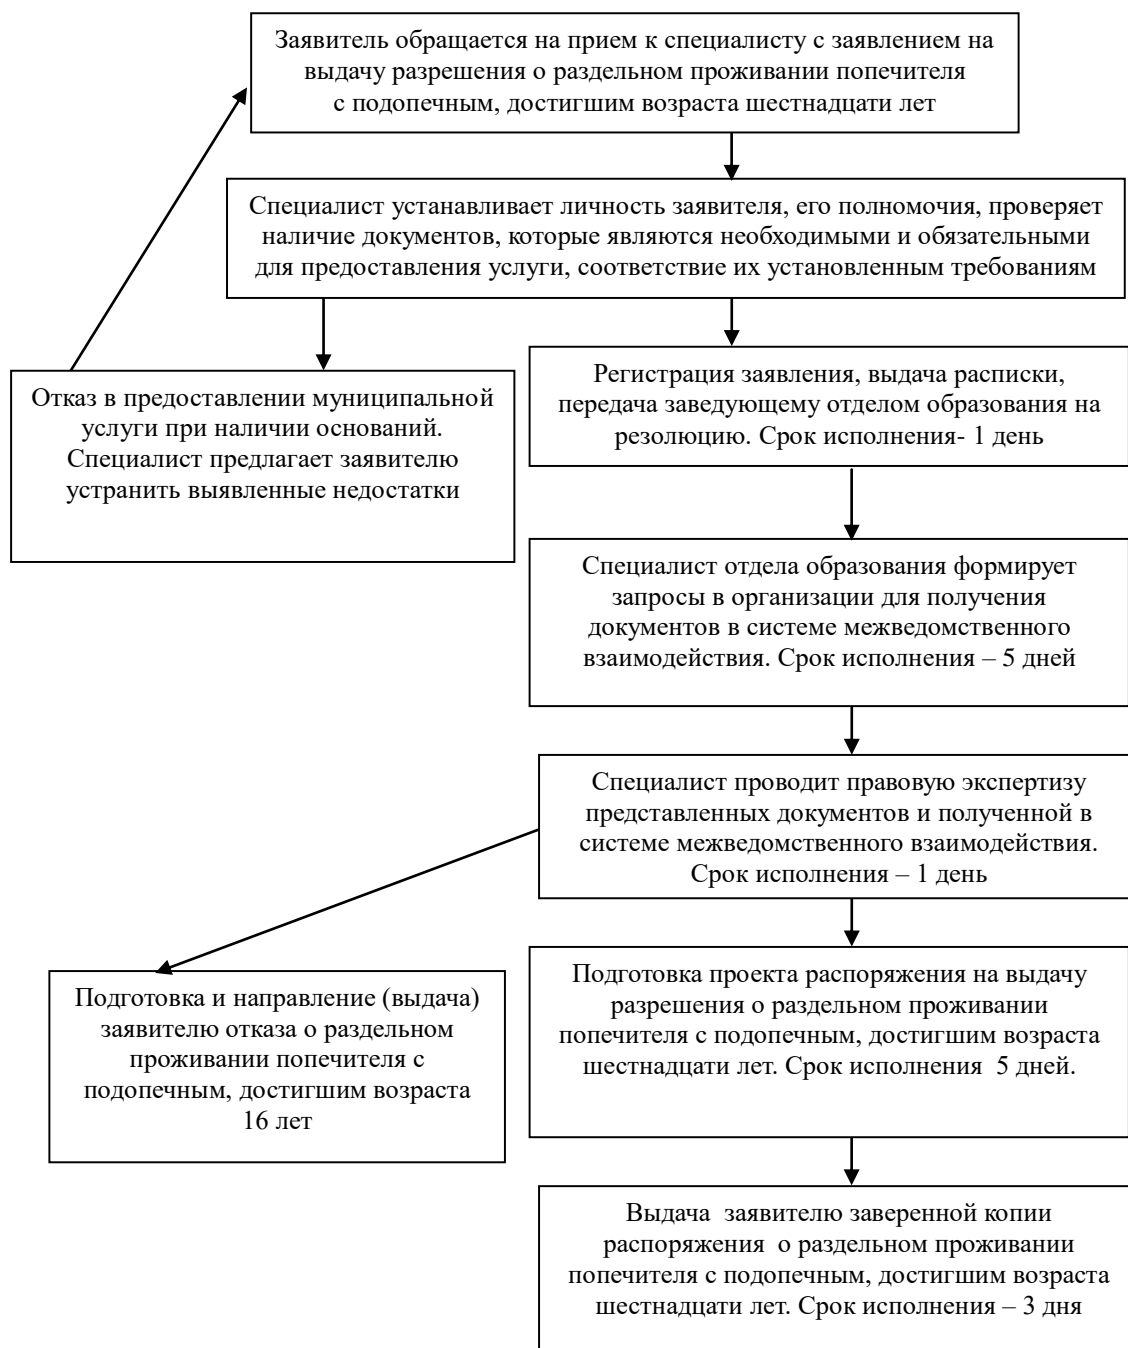 Заявитель обращается на прием к специалисту с заявлением на
выдачу разрешения о раздельном проживании попечителя
с подопечным, достигшим возраста шестнадцати лет
Специалист устанавливает личность заявителя, его полномочия, проверяет
наличие документов, которые являются необходимыми и обязательными
для предоставления услуги, соответствие их установленным требованиям
Отказ в предоставлении муниципальной
услуги при наличии оснований.
Специалист предлагает заявителю
устранить выявленные недостатки
Регистрация заявления, выдача расписки,
передача заведующему отделом образования на
резолюцию. Срок исполнения- 1 день
Специалист отдела образования формирует
запросы в организации для получения
документов в системе межведомственного
взаимодействия. Срок исполнения – 5 дней
Специалист проводит правовую экспертизу
представленных документов и полученной в
системе межведомственного взаимодействия.
Срок исполнения – 1 день
Подготовка и направление (выдача)
заявителю отказа о раздельном
проживании попечителя с
подопечным, достигшим возраста
16 лет
Подготовка проекта распоряжения на выдачу
разрешения о раздельном проживании
попечителя с подопечным, достигшим возраста
шестнадцати лет. Срок исполнения  5 дней.
Выдача  заявителю заверенной копии
распоряжения  о раздельном проживании
попечителя с подопечным, достигшим возраста
шестнадцати лет. Срок исполнения – 3 дня